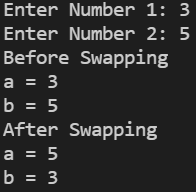 Enter Number 1: 3
Enter Number 2: 5
Before Swapping
a = 3
b = 5
After Swapping
a = 5
b = 3